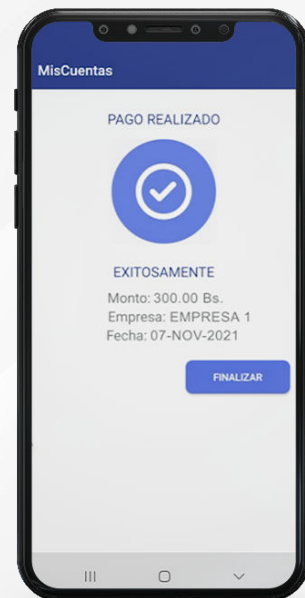 MisCuentas
PAGO REALIZADO
EXITOSAMENTE
Monto: 300.00 Bs.
Empresa: EMPRESA 1
Fecha: 07-NOV-2021
FINALIZAR